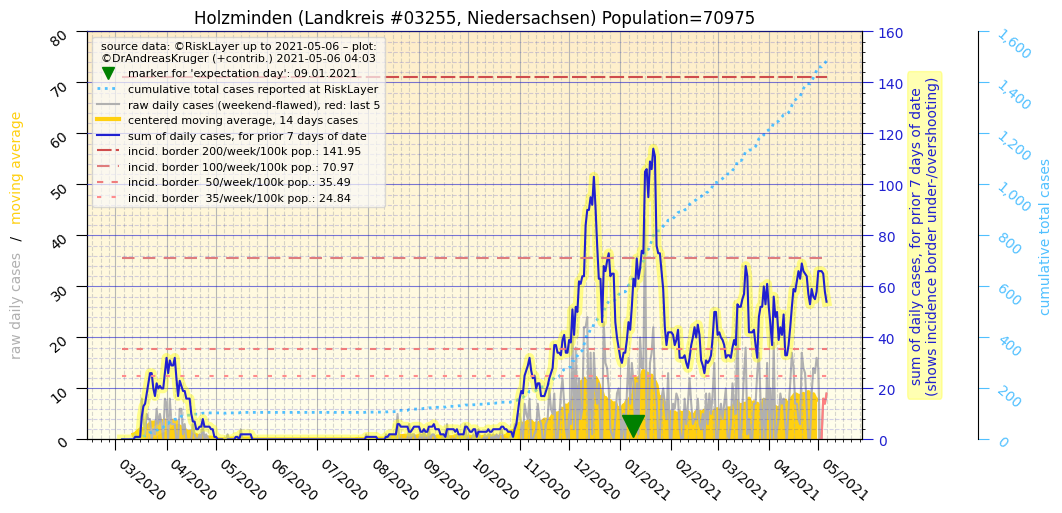 Holzminden (Landkreis #03255, Niedersachsen) Population=70975
source data: ©RiskLayer up to 2021-05-06 – plot:
©DrAndreasKruger (+contrib.) 2021-05-06 04:03
marker for 'expectation day': 09.01.2021
cumulative total cases reported at RiskLayer
raw daily cases (weekend-flawed), red: last 5
centered moving average, 14 days cases
sum of daily cases, for prior 7 days of date
incid. border 200/week/100k pop.: 141.95
incid. border 100/week/100k pop.: 70.97
incid. border  50/week/100k pop.: 35.49
incid. border  35/week/100k pop.: 24.84
raw daily cases  /  moving average
80
70
60
50
40
30
20
10
0
03/2020
04/2020
05/2020
06/2020
07/2020
08/2020
09/2020
10/2020
11/2020
12/2020
01/2021
02/2021
03/2021
04/2021
05/2021
160
140
120
100
80
60
40
20
0
sum of daily cases, for prior 7 days of date
(shows incidence border under-/overshooting)
1,600
1,400
1,200
1,000
800
600
400
200
0
cumulative total cases